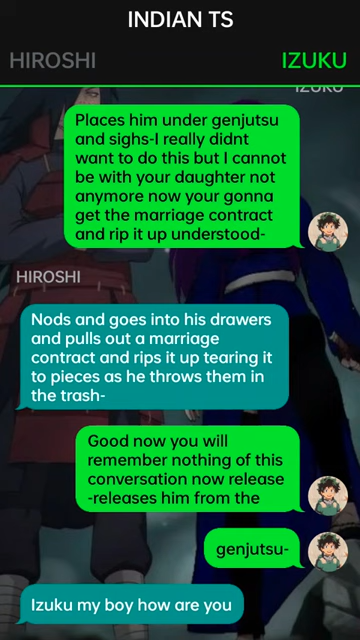 INDIAN TS
HIROSHI
IZUKU
IZUKU
Places him under genjutsu
and sighs-I really didnt
want to do this but I cannot
be with your daughter not
anymore now your gonna
get the marriage contract
and rip it up understood-
HIROSHI
Nods and goes into his drawers
and pulls out a marriage
contract and rips it up tearing it
to pieces as he throws them in
the trash-
Good now you will
remember nothing of this
conversation now release
-releases him from the
genjutsu-
Izuku my boy how are you